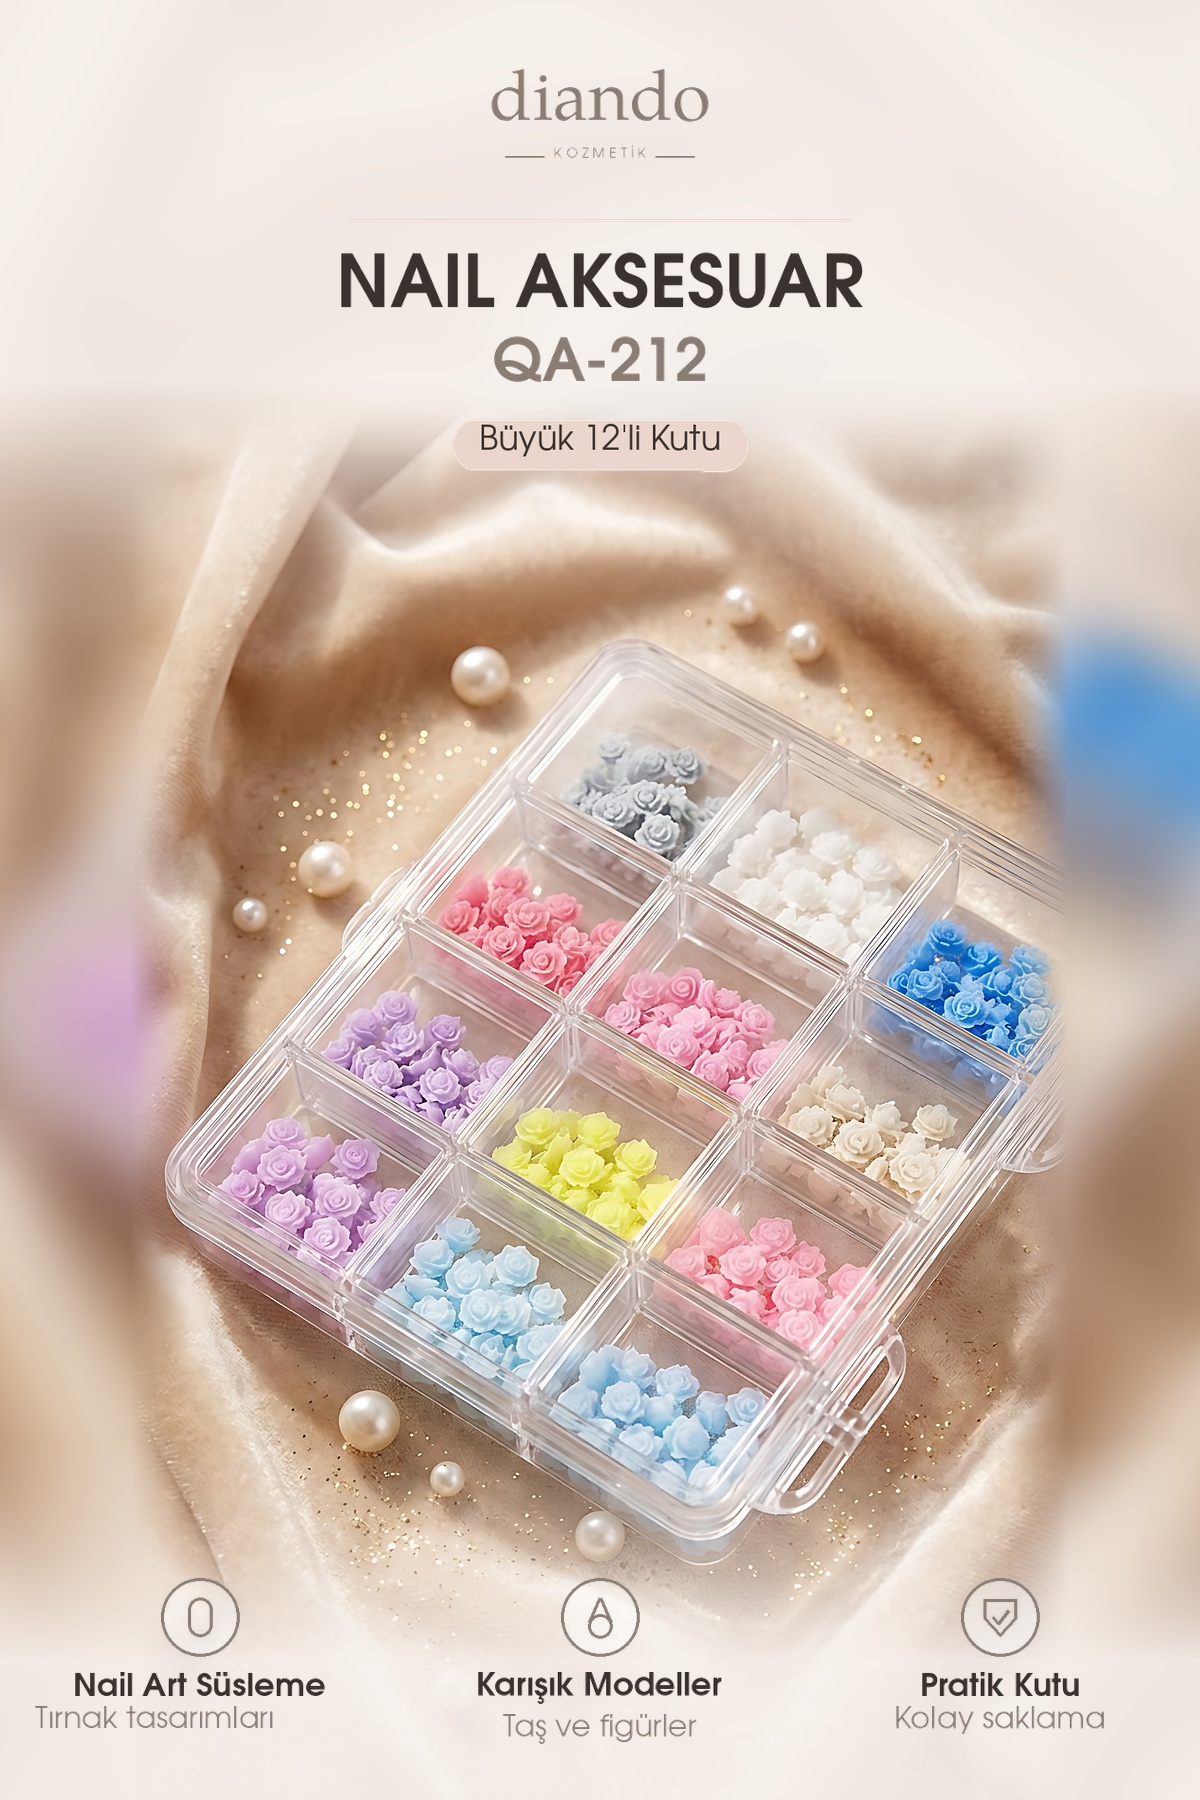 diando
KOZMETİK
NAIL AKSESUAR
QA-212
Büyük 12'li Kutu
Nail Art Süsleme
Tırnak tasarımları
Karışık Modeller
Taş ve figürler
Pratik Kutu
Kolay saklama